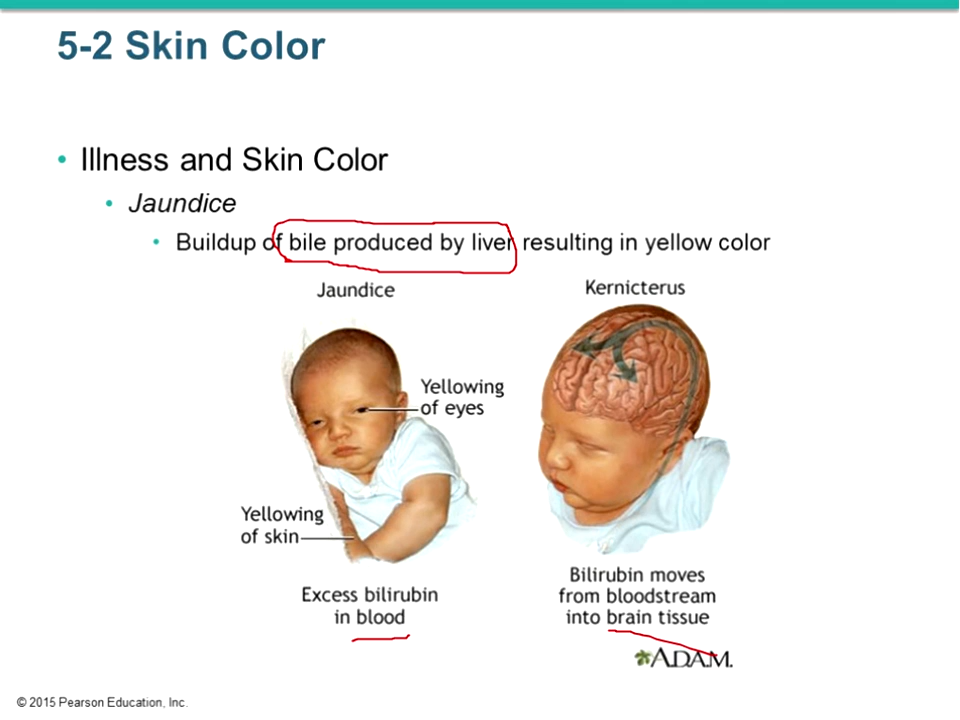 5-2 Skin Color
• Illness and Skin Color
• Jaundice
• Buildup of bile produced by liver resulting in yellow color
Jaundice
Yellowing
of eyes
Yellowing
of skin
Excess bilirubin
in blood
Kernicterus
Bilirubin moves
from bloodstream
into brain tissue
ADAM.
© 2015 Pearson Education, Inc.